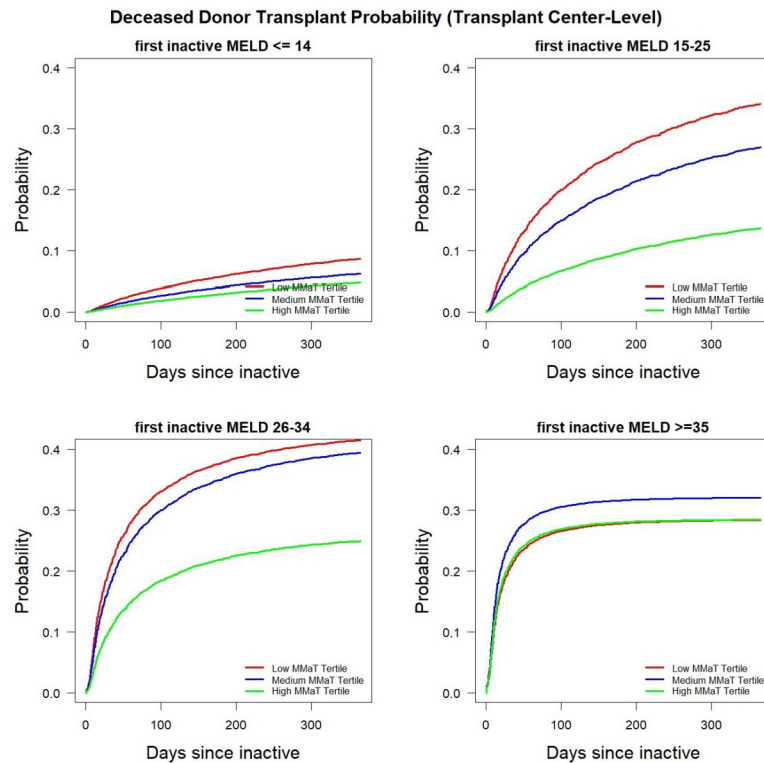 Deceased Donor Transplant Probability (Transplant Center-Level)
first inactive MELD <= 14
0.4
0.3
0.2
0.1
0.0
Probability
Low MMaT Tertile
Medium MMaT Tertile
High MMaT Tertile
0 100 200 300
Days since inactive
first inactive MELD 15-25
0.4
0.3
0.2
0.1
0.0
Probability
Low MMaT Tertile
Medium MMaT Tertile
High MMaT Tertile
0 100 200 300
Days since inactive
first inactive MELD 26-34
0.4
0.3
0.2
0.1
0.0
Probability
Low MMaT Tertile
Medium MMaT Tertile
High MMaT Tertile
0 100 200 300
Days since inactive
first inactive MELD >=35
0.4
0.3
0.2
0.1
0.0
Probability
Low MMaT Tertile
Medium MMaT Tertile
High MMaT Tertile
0 100 200 300
Days since inactive